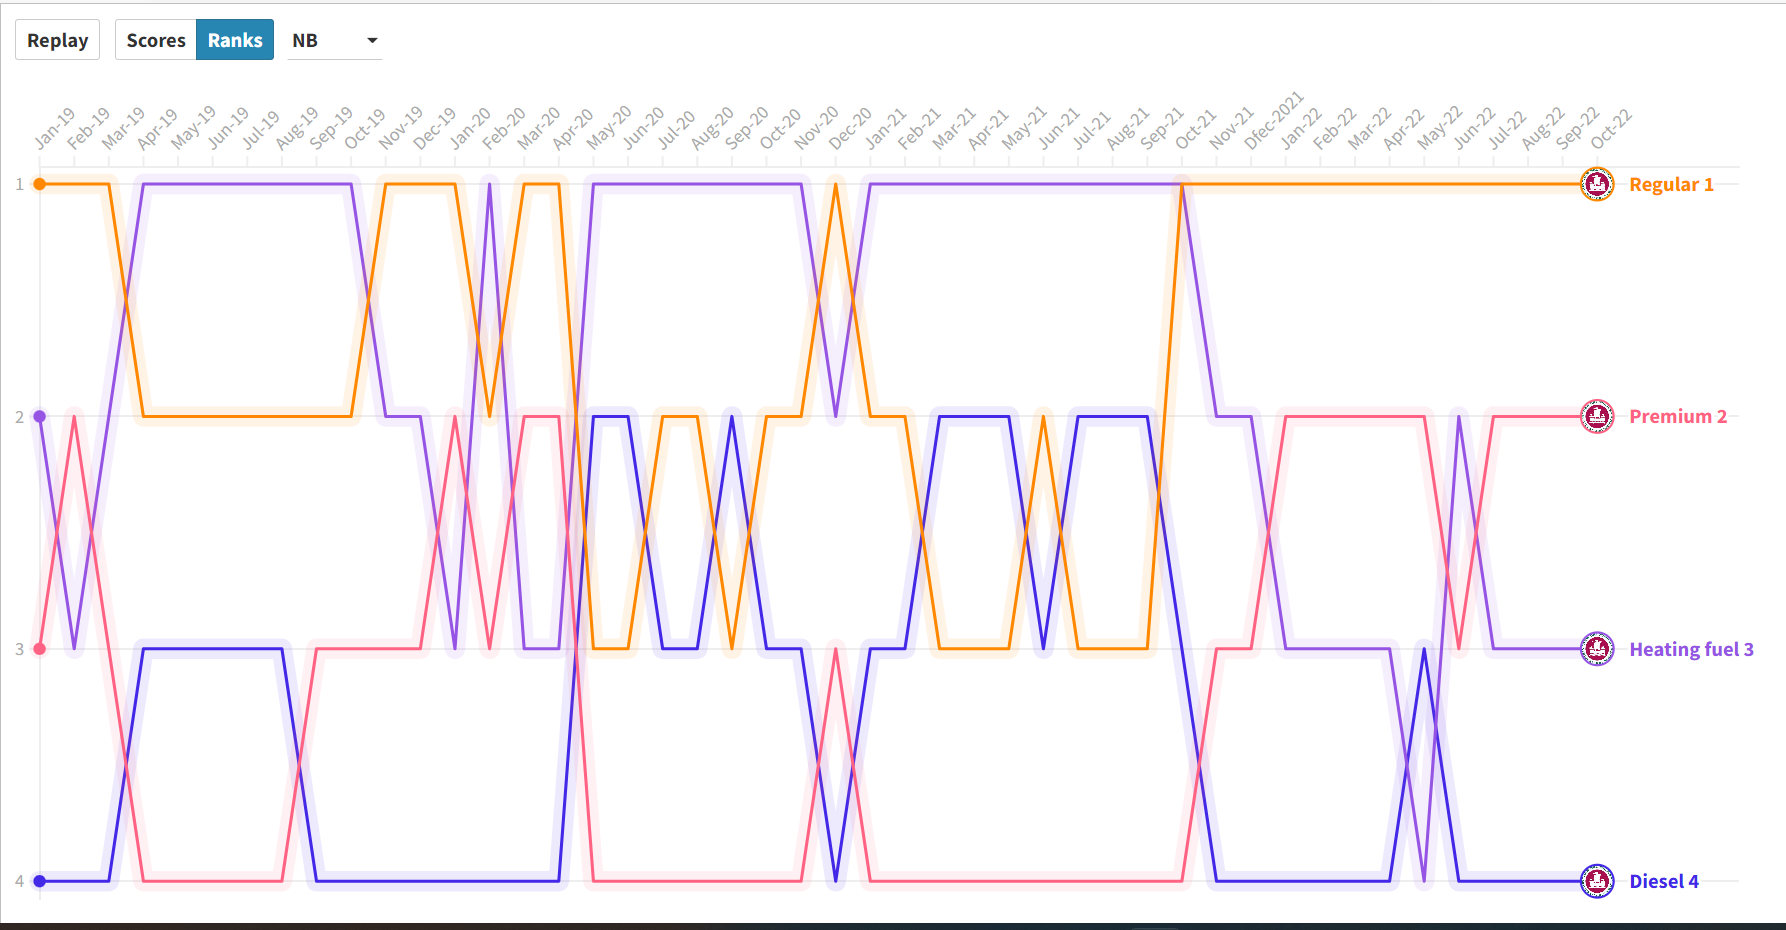 Replay Scores Ranks NB
Jan-19 Feb-19 Mar-19 Apr-19 May-19 Jun-19 Jul-19 Aug-19 Sep-19 Oct-19 Nov-19 Dec-19 Jan-20 Feb-20 Mar-20 Apr-20 May-20 Jun-20 Jul-20 Aug-20 Sep-20 Oct-20 Nov-20 Dec-20 Jan-21 Feb-21 Mar-21 Apr-21 May-21 Jun-21 Jul-21 Aug-21 Sep-21 Oct-21 Nov-21 Dfec-2021 Jan-22 Feb-22 Mar-22 Apr-22 May-22 Jun-22 Jul-22 Aug-22 Sep-22 Oct-22
1 Regular 1
2 Premium 2
3 Heating fuel 3
4 Diesel 4